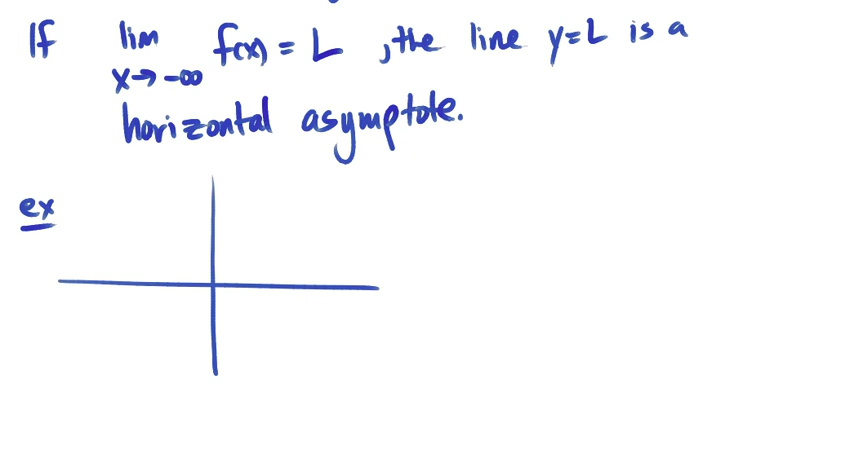 If lim f(x) = L , the line y=L is a
x→ -∞
horizontal asymptote.
ex